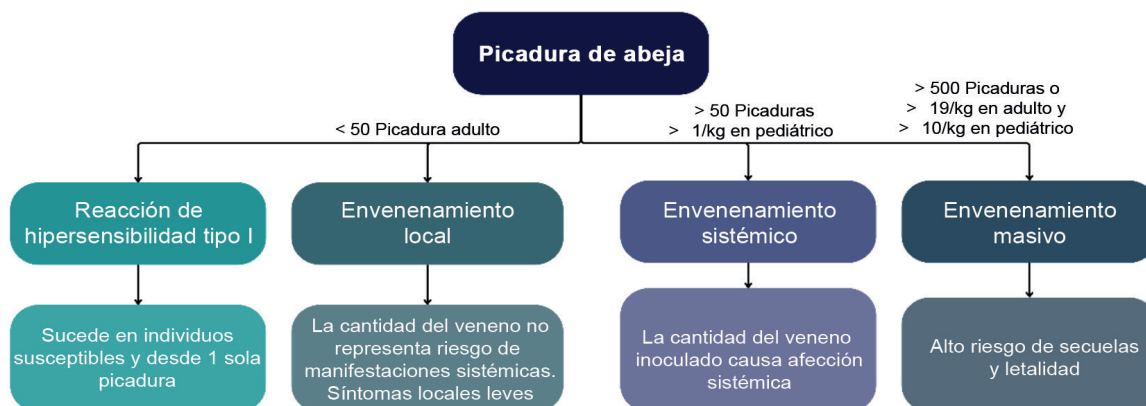 Picadura de abeja
< 50 Picadura adulto
> 50 Picaduras
> 1/kg en pediátrico
> 500 Picaduras o
> 19/kg en adulto y
> 10/kg en pediátrico
Reacción de
hipersensibilidad tipo I
Envenenamiento
local
Envenenamiento
sistémico
Envenenamiento
masivo
Sucede en individuos
susceptibles y desde 1 sola
picadura
La cantidad del veneno no
representa riesgo de
manifestaciones sistémicas.
Síntomas locales leves
La cantidad del veneno
inoculado causa afección
sistémica
Alto riesgo de secuelas
y letalidad